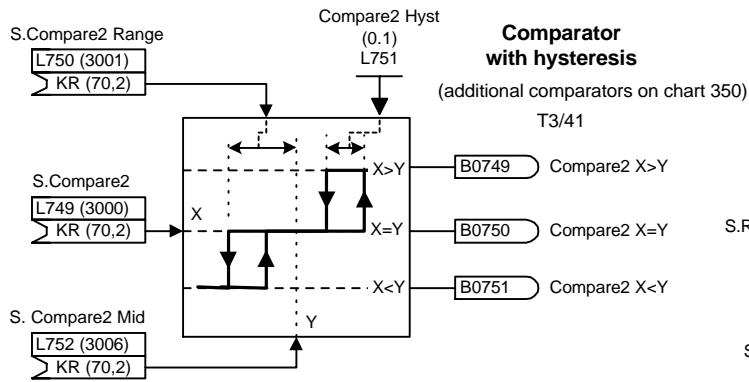 Compare2 Hyst
(0.1)
L751
Comparator
with hysteresis
(additional comparators on chart 350)
T3/41
S.Compare2 Range
L750 (3001)
KR (70,2)
S.Compare2
L749 (3000)
KR (70,2)
S. Compare2 Mid
L752 (3006)
KR (70,2)
X
Y
X>Y
X=Y
X<Y
B0749 Compare2 X>Y
B0750 Compare2 X=Y
B0751 Compare2 X<Y
S.R
S